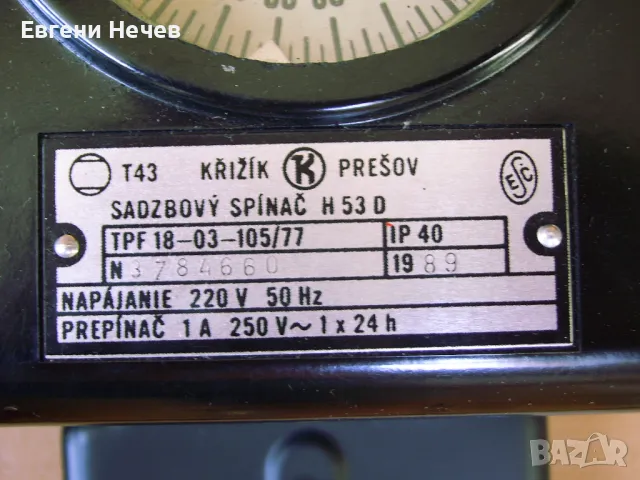 Евгени Нечев
T43 KŘIŽÍK K PREŠOV ESČ
SADZBOVÝ SPÍNAČ H 53 D
TPF 18-03-105/77 IP 40
N 3784660 1989
NAPÁJANIE 220 V 50 Hz
PREPÍNAČ 1 A 250 V~ 1 x 24 h
bazar